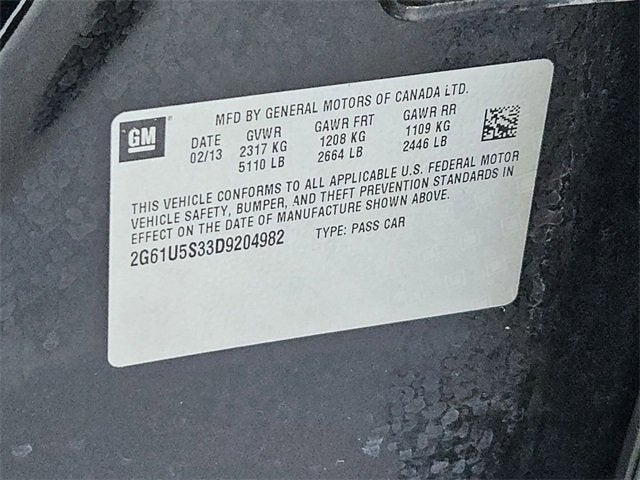 MFD BY GENERAL MOTORS OF CANADA LTD.
GM
DATE GVWR GAWR FRT GAWR RR
02/13 2317 KG 1208 KG 1109 KG
5110 LB 2664 LB 2446 LB
THIS VEHICLE CONFORMS TO ALL APPLICABLE U.S. FEDERAL MOTOR
VEHICLE SAFETY, BUMPER, AND THEFT PREVENTION STANDARDS IN
EFFECT ON THE DATE OF MANUFACTURE SHOWN ABOVE.
2G61U5S33D9204982 TYPE: PASS CAR